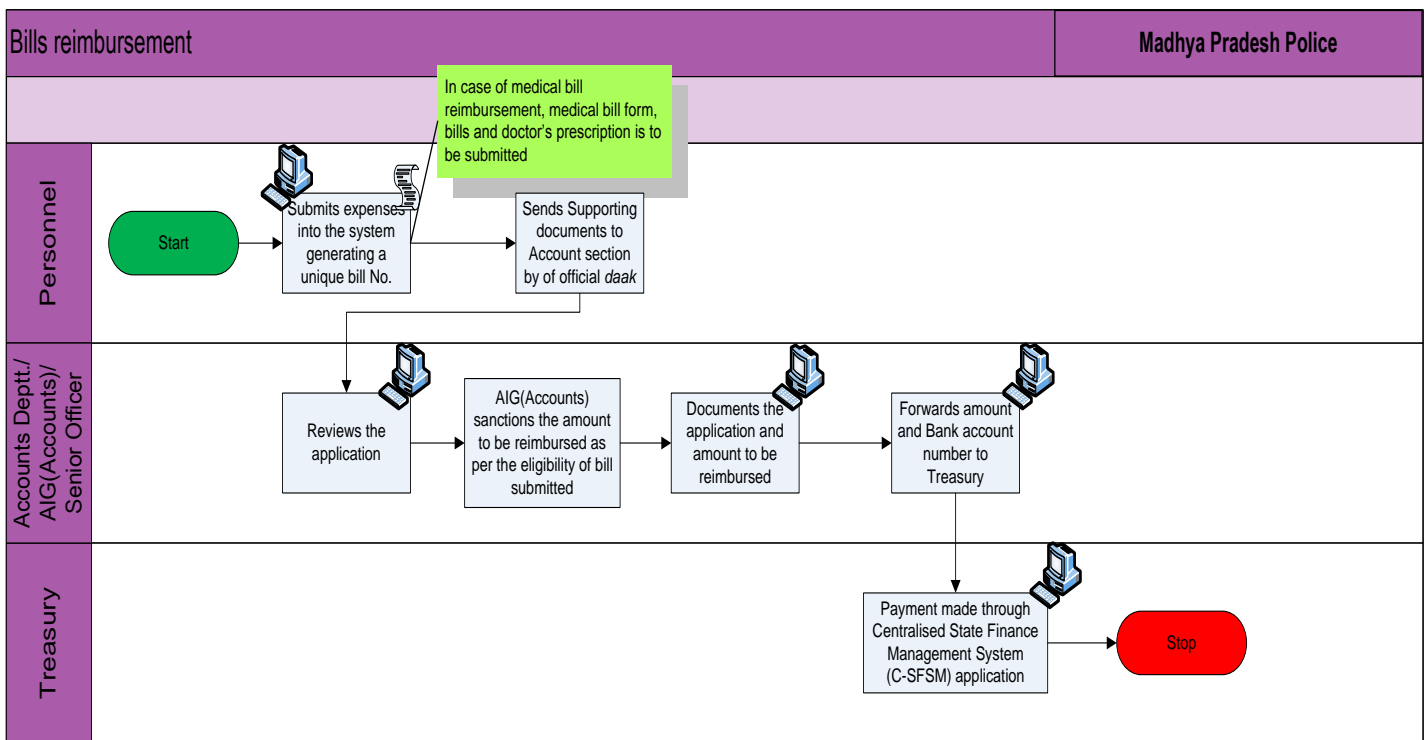 Bills reimbursement
Madhya Pradesh Police
In case of medical bill
reimbursement, medical bill form,
bills and doctor's prescription is to
be submitted
Personnel
Start
Submits expenses
into the system
generating a
unique bill No.
Sends Supporting
documents to
Account section
by of official daak
Accounts Deptt./
AIG(Accounts)/
Senior Officer
Reviews the
application
AIG(Accounts)
sanctions the amount
to be reimbursed as
per the eligibility of bill
submitted
Documents the
application and
amount to be
reimbursed
Forwards amount
and Bank account
number to
Treasury
Treasury
Payment made through
Centralised State Finance
Management System
(C-SFSM) application
Stop